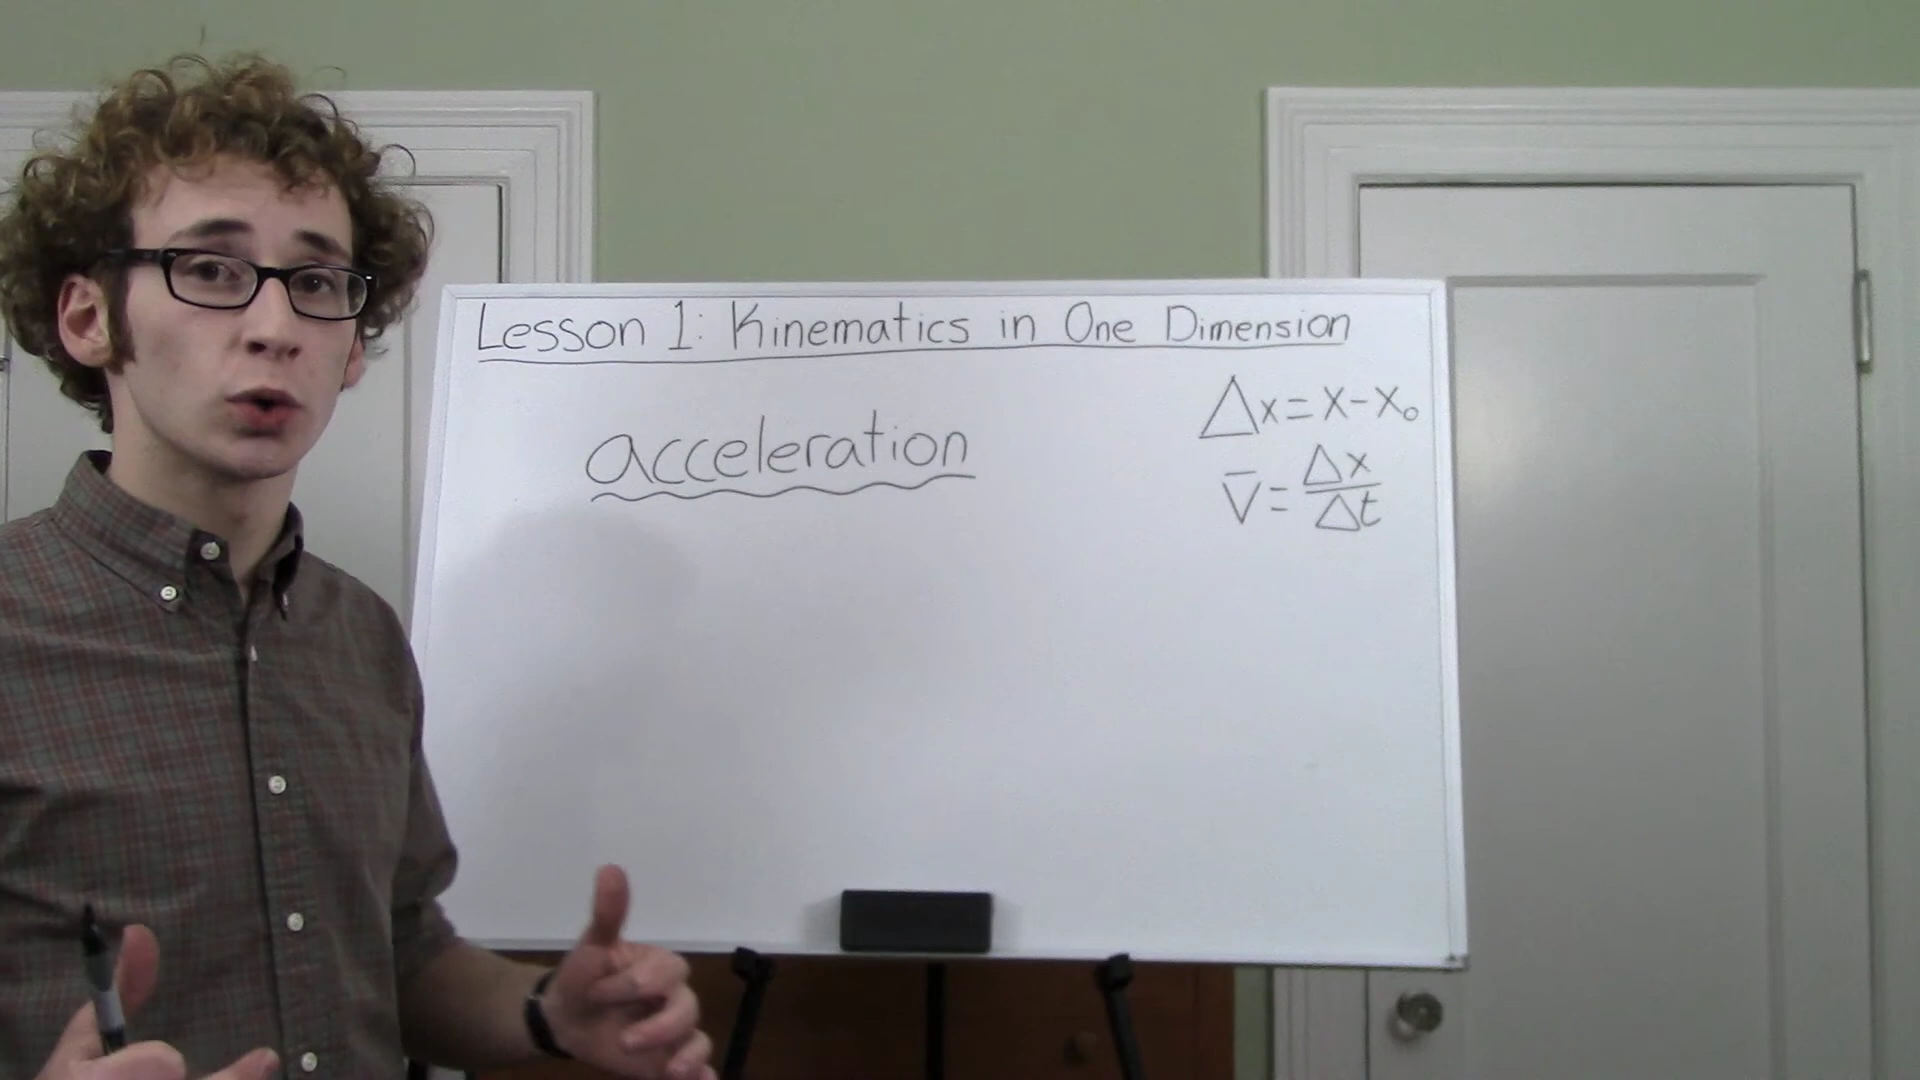 Lesson 1: Kinematics in One Dimension
acceleration
Δx = x - x₀
v̄ = Δx/Δt